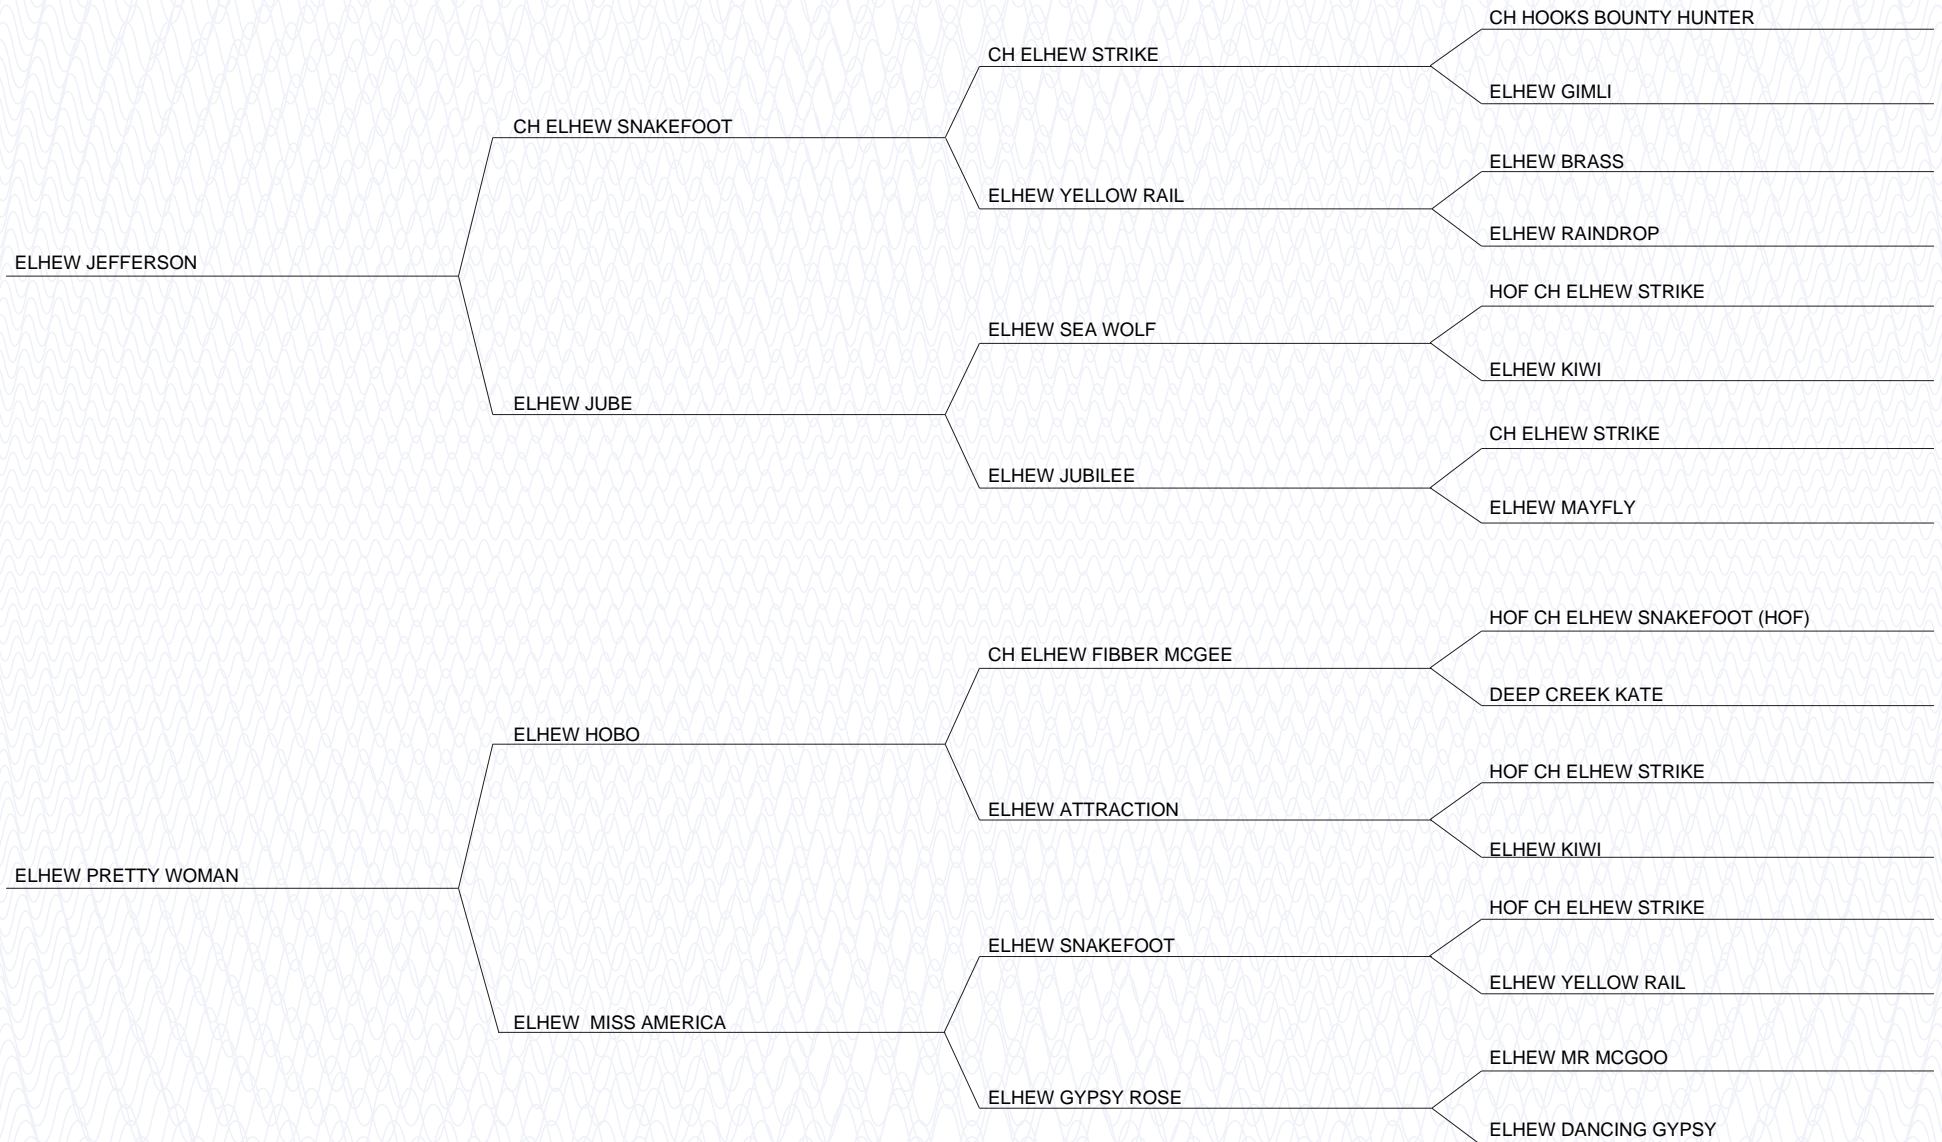 CH HOOKS BOUNTY HUNTER
CH ELHEW STRIKE
ELHEW GIMLI
CH ELHEW SNAKEFOOT
ELHEW BRASS
ELHEW YELLOW RAIL
ELHEW RAINDROP
ELHEW JEFFERSON
HOF CH ELHEW STRIKE
ELHEW SEA WOLF
ELHEW KIWI
ELHEW JUBE
CH ELHEW STRIKE
ELHEW JUBILEE
ELHEW MAYFLY
HOF CH ELHEW SNAKEFOOT (HOF)
CH ELHEW FIBBER MCGEE
DEEP CREEK KATE
ELHEW HOBO
HOF CH ELHEW STRIKE
ELHEW ATTRACTION
ELHEW KIWI
ELHEW PRETTY WOMAN
HOF CH ELHEW STRIKE
ELHEW SNAKEFOOT
ELHEW YELLOW RAIL
ELHEW  MISS AMERICA
ELHEW MR MCGOO
ELHEW GYPSY ROSE
ELHEW DANCING GYPSY